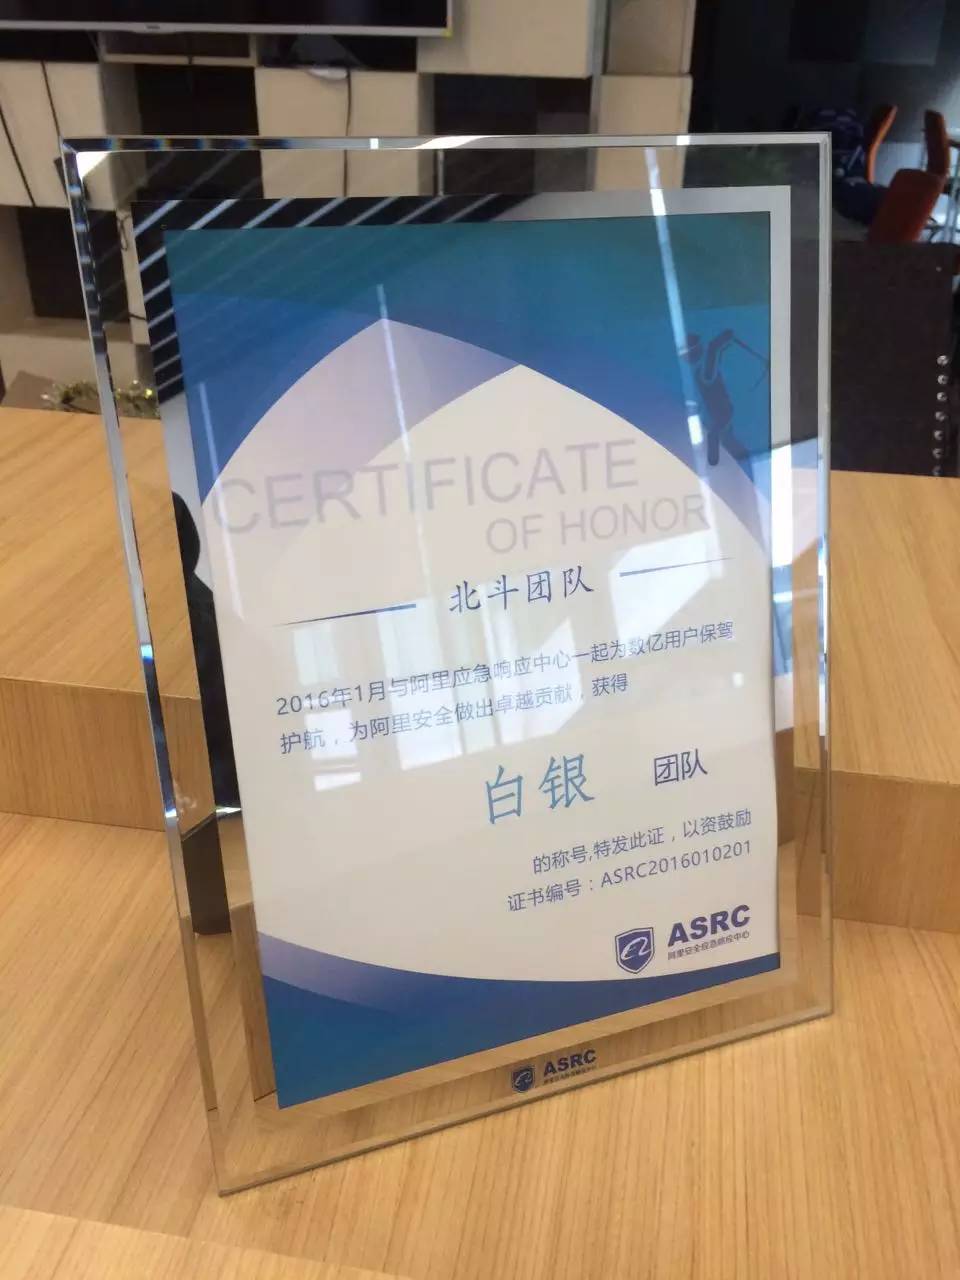 CERTIFICATE
OF HONOR
北斗团队
2016年1月与阿里应急响应中心一起为数亿用户保驾
护航，为阿里安全做出卓越贡献，获得
白银 团队
的称号,特发此证，以资鼓励
证书编号：ASRC2016010201
ASRC
阿里安全应急响应中心
ASRC